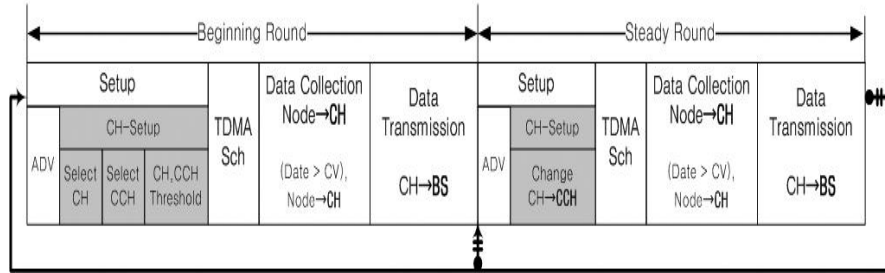 Beginning Round
Steady Round
Setup
ADV
CH-Setup
Select
CH
Select
CCH
CH,CCH
Threshold
TDMA
Sch
Data Collection
Node→CH
(Date > CV),
Node→CH
Data
Transmission
CH→BS
Setup
ADV
CH-Setup
Change
CH→CCH
TDMA
Sch
Data Collection
Node→CH
(Date > CV),
Node→CH
Data
Transmission
CH→BS